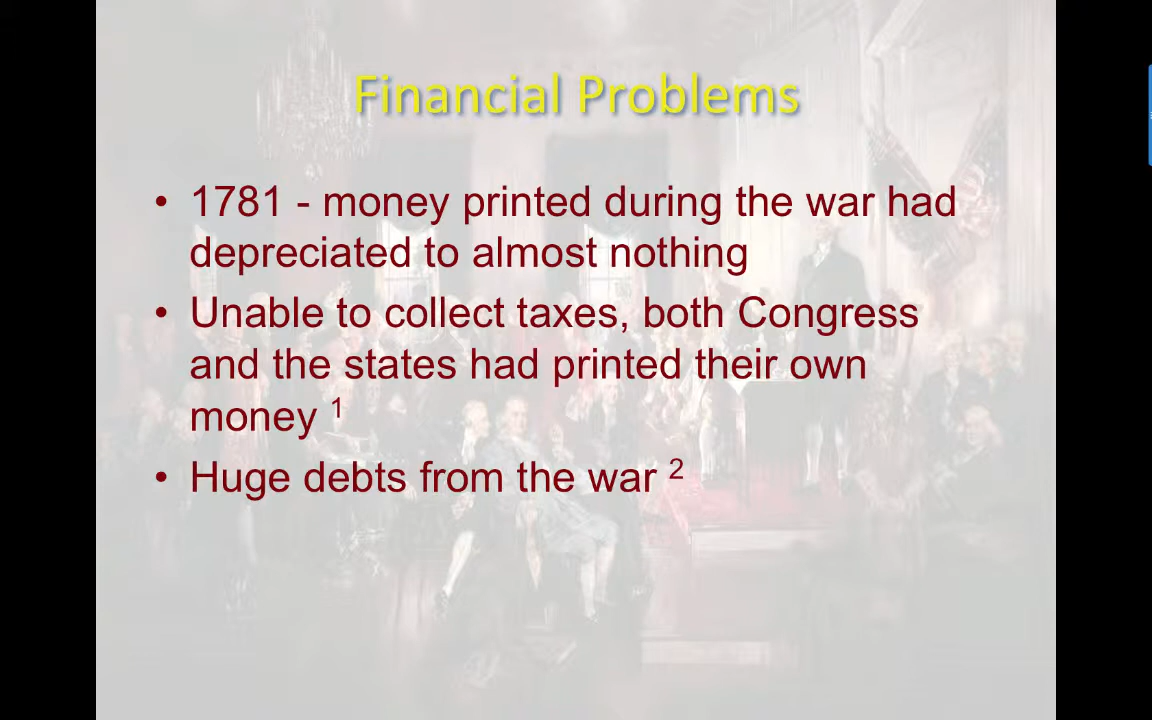 Financial Problems
• 1781 - money printed during the war had
depreciated to almost nothing
• Unable to collect taxes, both Congress
and the states had printed their own
money ¹
• Huge debts from the war ²